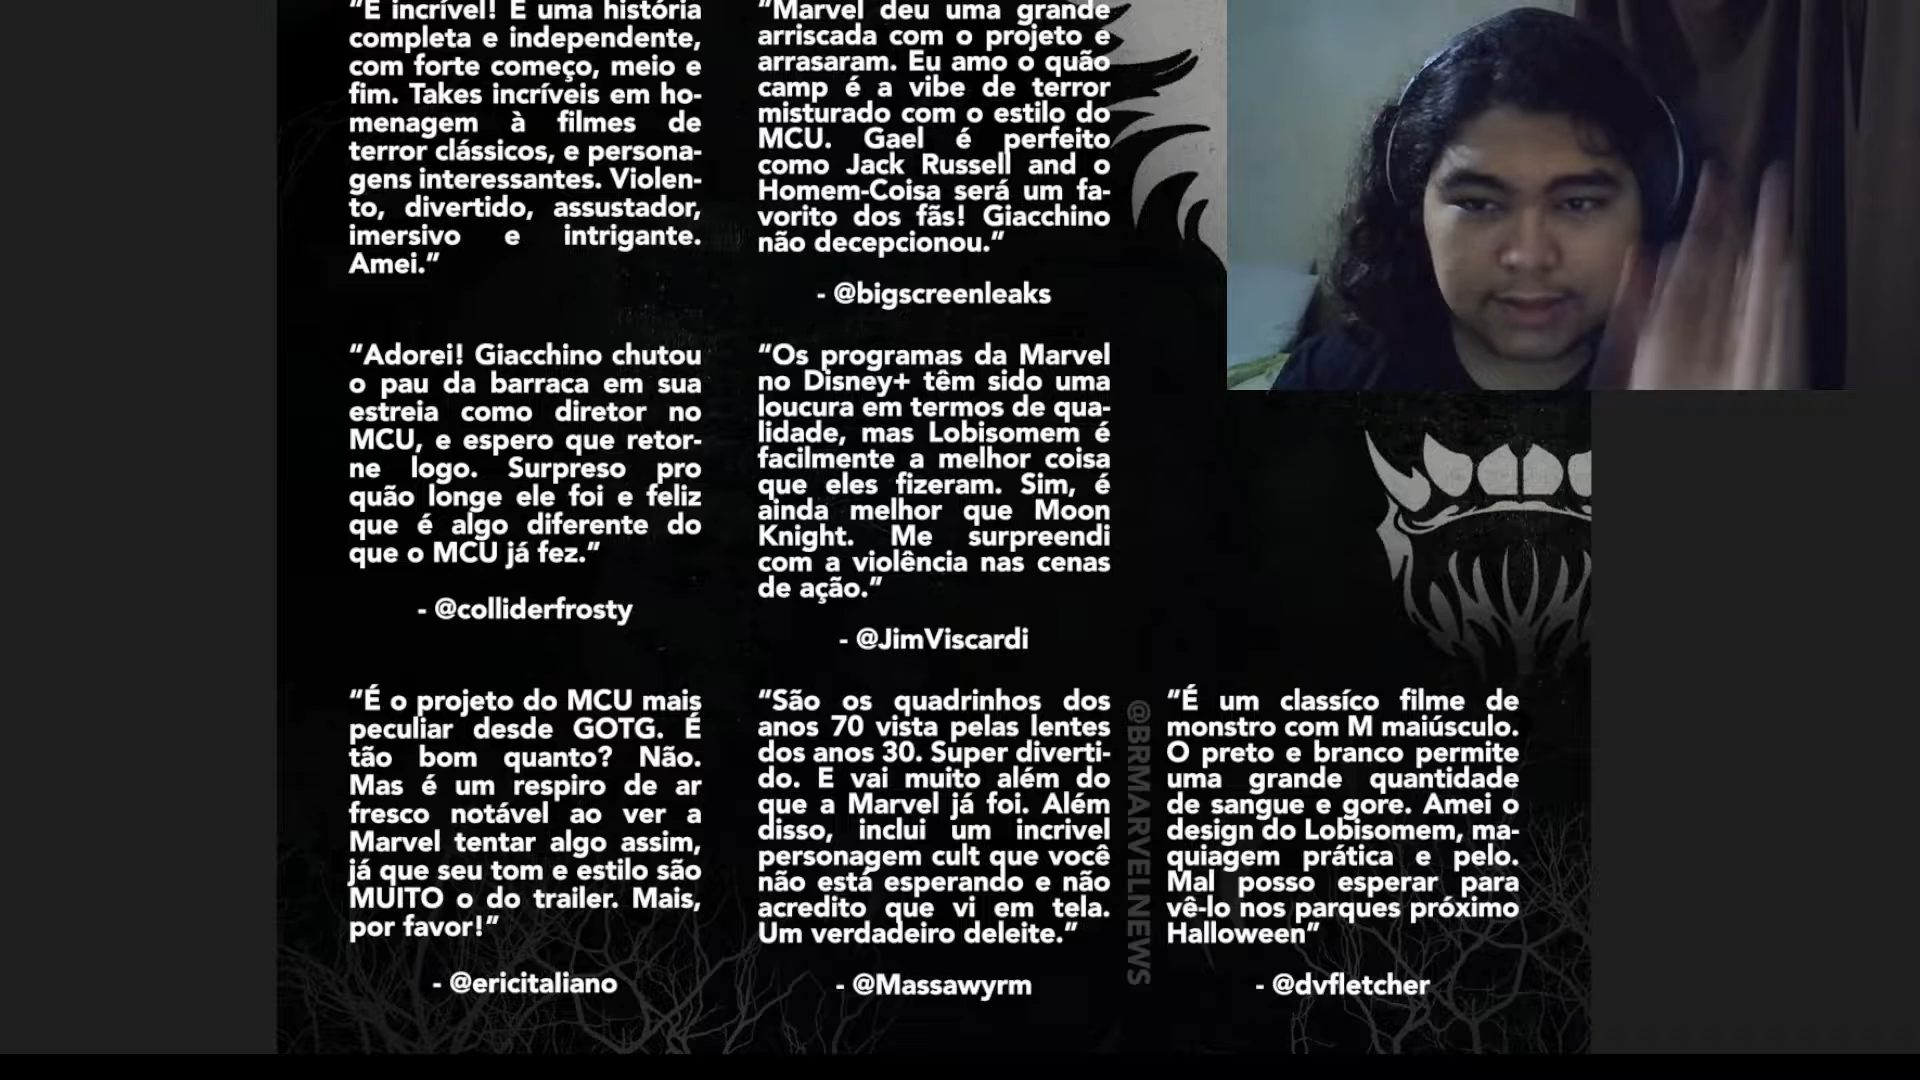 “É incrível! É uma história
completa e independente,
com forte começo, meio e
fim. Takes incríveis em ho-
menagem à filmes de
terror clássicos, e persona-
gens interessantes. Violen-
to, divertido, assustador,
imersivo e intrigante.
Amei.”
“Marvel deu uma grande
arriscada com o projeto e
arrasaram. Eu amo o quão
camp é a vibe de terror
misturado com o estilo do
MCU. Gael é perfeito
como Jack Russell and o
Homem-Coisa será um fa-
vorito dos fãs! Giacchino
não decepcionou.”
- @bigscreenleaks
“Adorei! Giacchino chutou
o pau da barraca em sua
estreia como diretor no
MCU, e espero que retor-
ne logo. Surpreso pro
quão longe ele foi e feliz
que é algo diferente do
que o MCU já fez.”
- @colliderfrosty
“Os programas da Marvel
no Disney+ têm sido uma
loucura em termos de qua-
lidade, mas Lobisomem é
facilmente a melhor coisa
que eles fizeram. Sim, é
ainda melhor que Moon
Knight. Me surpreendi
com a violência nas cenas
de ação.”
- @JimViscardi
“É o projeto do MCU mais
peculiar desde GOTG. É
tão bom quanto? Não.
Mas é um respiro de ar
fresco notável ao ver a
Marvel tentar algo assim,
já que seu tom e estilo são
MUITO o do trailer. Mais,
por favor!”
- @ericitaliano
“São os quadrinhos dos
anos 70 vista pelas lentes
dos anos 30. Super diverti-
do. E vai muito além do
que a Marvel já foi. Além
disso, inclui um incrivel
personagem cult que você
não está esperando e não
acredito que vi em tela.
Um verdadeiro deleite.”
- @Massawyrm
@BRMARVELNEWS
“É um classíco filme de
monstro com M maiúsculo.
O preto e branco permite
uma grande quantidade
de sangue e gore. Amei o
design do Lobisomem, ma-
quiagem prática e pelo.
Mal posso esperar para
vê-lo nos parques próximo
Halloween”
- @dvfletcher